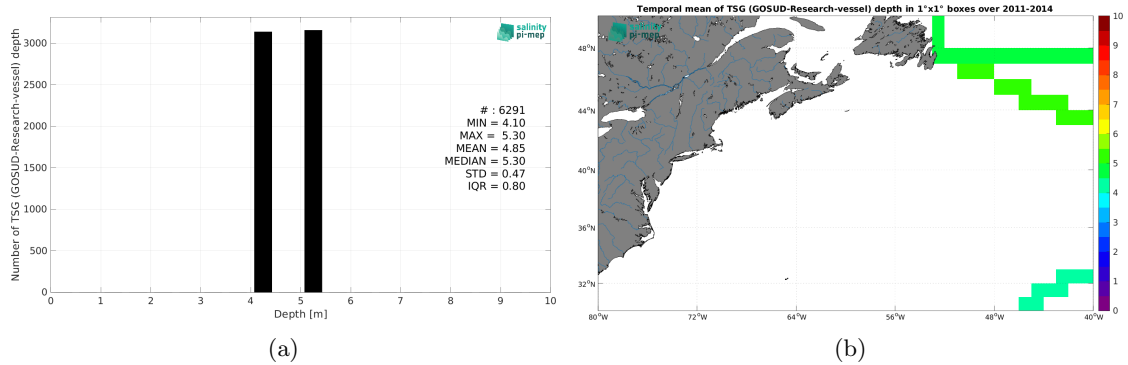 Temporal mean of TSG (GOSUD-Research-vessel) depth in 1°x1° boxes over 2011-2014
salinity
pi-mep
Number of TSG (GOSUD-Research-vessel) depth
3000
2500
2000
1500
1000
500
0
# : 6291
MIN = 4.10
MAX = 5.30
MEAN = 4.85
MEDIAN = 5.30
STD = 0.47
IQR = 0.80
0 1 2 3 4 5 6 7 8 9 10
Depth [m]
(a)
salinity
pi-mep
48°N
44°N
40°N
36°N
32°N
80°W 72°W 64°W 56°W 48°W 40°W
10
9
8
7
6
5
4
3
2
1
0
(b)